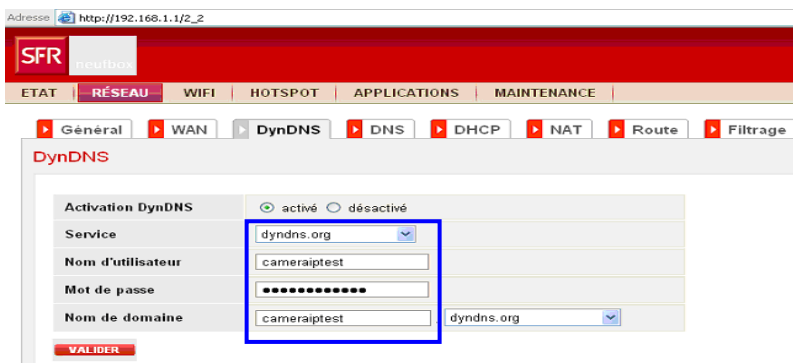 Adresse http://192.168.1.1/2_2
SFR
neufbox
ETAT RÉSEAU WIFI HOTSPOT APPLICATIONS MAINTENANCE
Général WAN DynDNS DNS DHCP NAT Route Filtrage
DynDNS
Activation DynDNS activé désactivé
Service dyndns.org
Nom d'utilisateur cameraiptest
Mot de passe ••••••••••••
Nom de domaine cameraiptest . dyndns.org
VALIDER